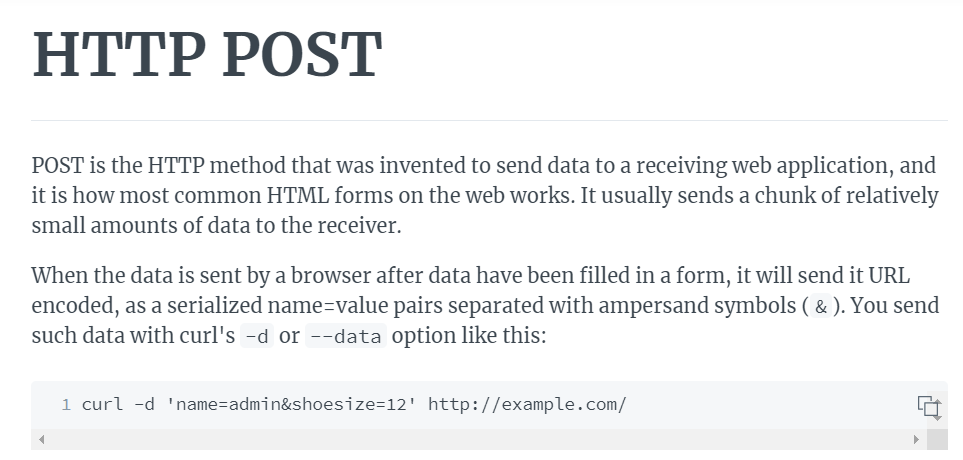 HTTP POST
POST is the HTTP method that was invented to send data to a receiving web application, and
it is how most common HTML forms on the web works. It usually sends a chunk of relatively
small amounts of data to the receiver.
When the data is sent by a browser after data have been filled in a form, it will send it URL
encoded, as a serialized name=value pairs separated with ampersand symbols ( & ). You send
such data with curl's -d or --data option like this:
1 curl -d 'name=admin&shoesize=12' http://example.com/